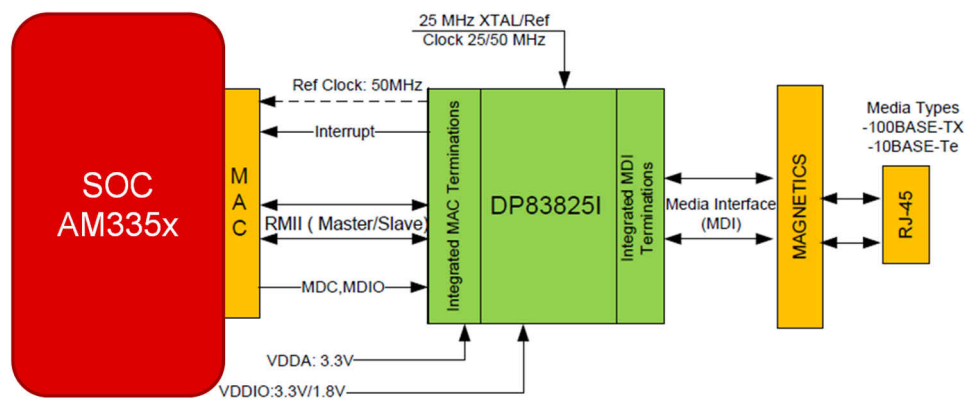 25 MHz XTAL/Ref
Clock 25/50 MHz
Ref Clock: 50MHz
Interrupt
SOC
AM335x
MAC
RMII ( Master/Slave)
MDC,MDIO
Integrated MAC Terminations
DP83825I
Integrated MDI
Terminations
Media Interface
(MDI)
MAGNETICS
Media Types
-100BASE-TX
-10BASE-Te
RJ-45
VDDA: 3.3V
VDDIO:3.3V/1.8V